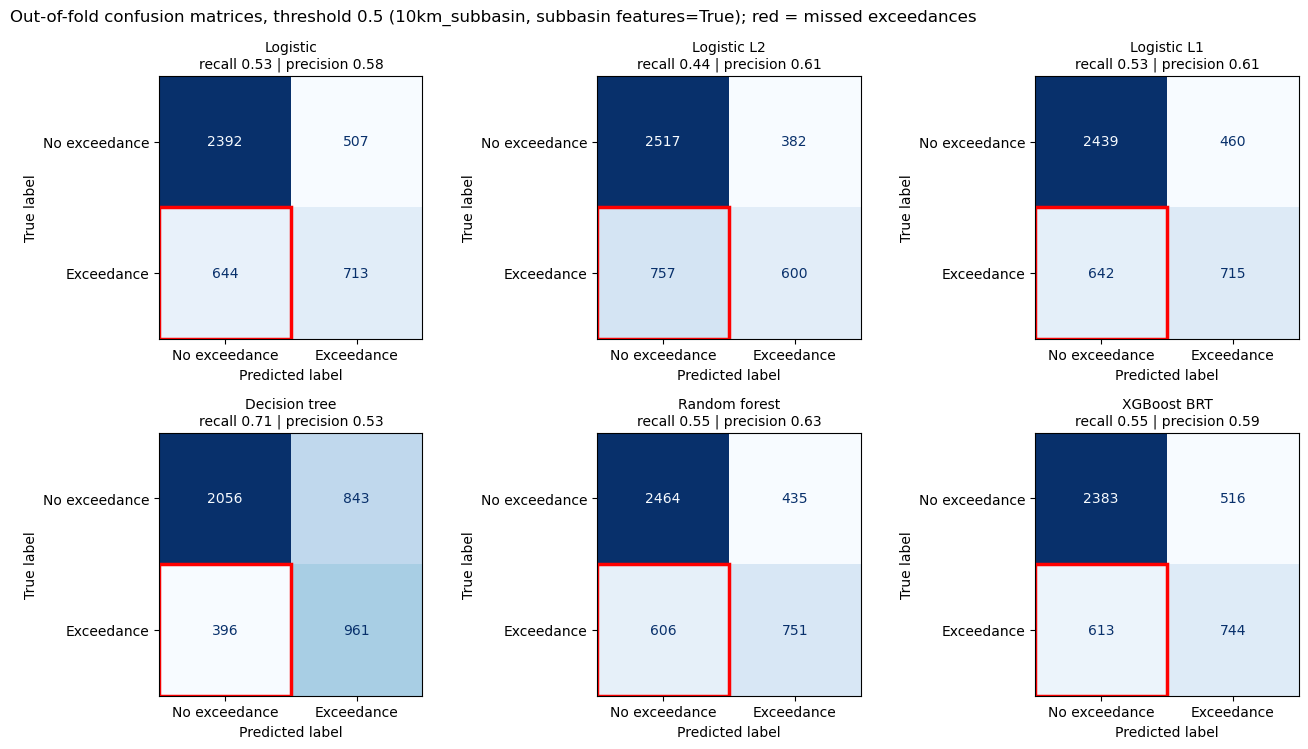 Out-of-fold confusion matrices, threshold 0.5 (10km_subbasin, subbasin features=True); red = missed exceedances
Logistic
recall 0.53 | precision 0.58
No exceedance
2392
507
True label
Exceedance
644
713
No exceedance
Exceedance
Predicted label
Logistic L2
recall 0.44 | precision 0.61
No exceedance
2517
382
True label
Exceedance
757
600
No exceedance
Exceedance
Predicted label
Logistic L1
recall 0.53 | precision 0.61
No exceedance
2439
460
True label
Exceedance
642
715
No exceedance
Exceedance
Predicted label
Decision tree
recall 0.71 | precision 0.53
No exceedance
2056
843
True label
Exceedance
396
961
No exceedance
Exceedance
Predicted label
Random forest
recall 0.55 | precision 0.63
No exceedance
2464
435
True label
Exceedance
606
751
No exceedance
Exceedance
Predicted label
XGBoost BRT
recall 0.55 | precision 0.59
No exceedance
2383
516
True label
Exceedance
613
744
No exceedance
Exceedance
Predicted label